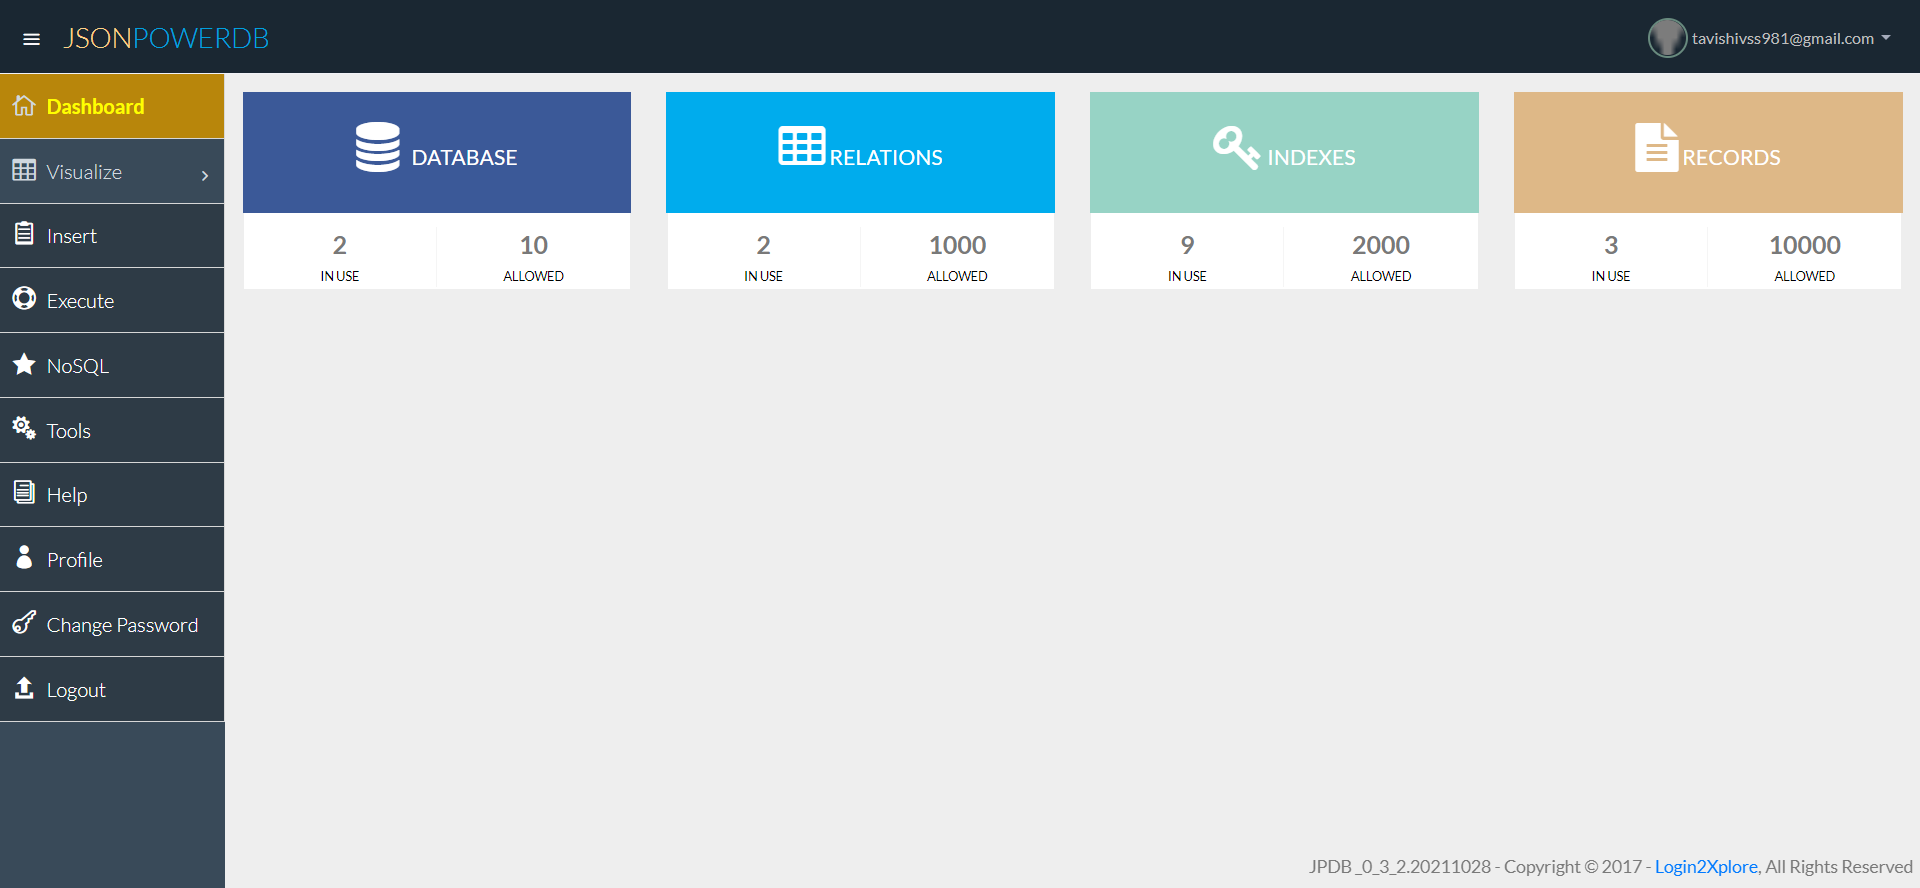 JSONPOWERDB
tavishivss981@gmail.com
Dashboard
Visualize
Insert
Execute
NoSQL
Tools
Help
Profile
Change Password
Logout
DATABASE
2
IN USE
10
ALLOWED
RELATIONS
2
IN USE
1000
ALLOWED
INDEXES
9
IN USE
2000
ALLOWED
RECORDS
3
IN USE
10000
ALLOWED
JPDB_0_3_2.20211028 - Copyright © 2017 - Login2Xplore, All Rights Reserved